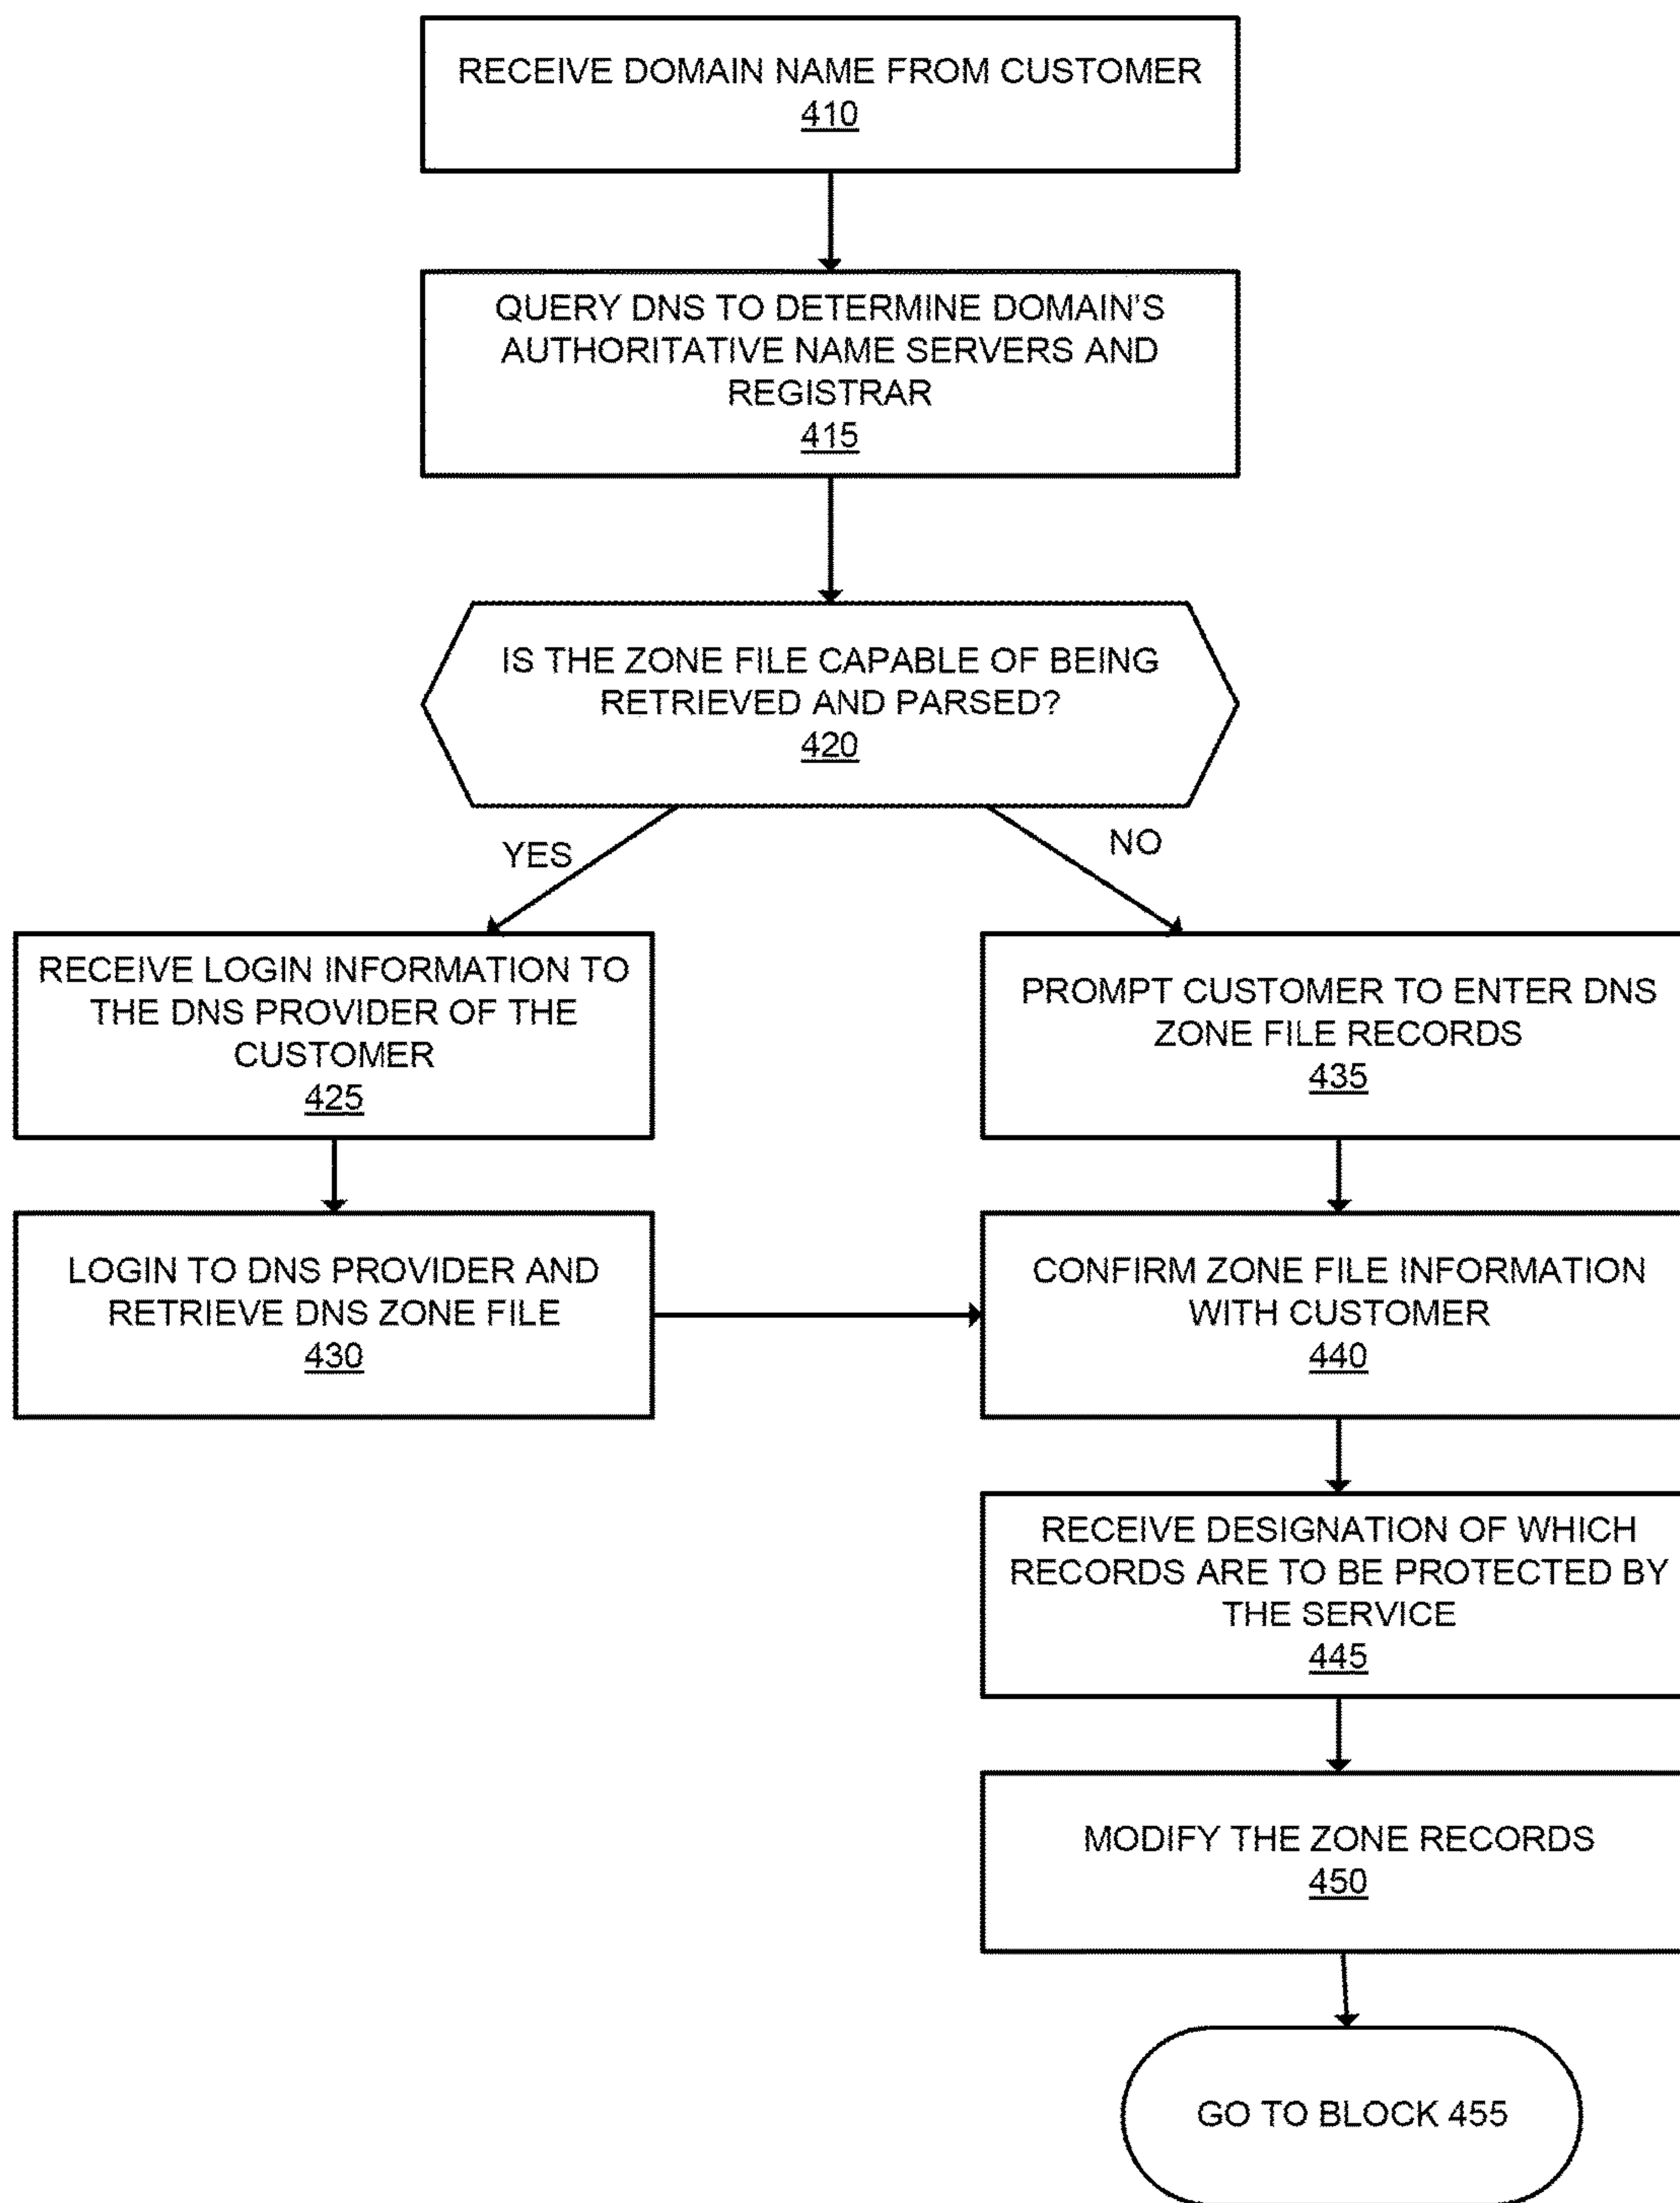 RECEIVE DOMAIN NAME FROM CUSTOMER
410
QUERY DNS TO DETERMINE DOMAIN'S
AUTHORITATIVE NAME SERVERS AND
REGISTRAR
415
IS THE ZONE FILE CAPABLE OF BEING
RETRIEVED AND PARSED?
420
YES
NO
RECEIVE LOGIN INFORMATION TO
THE DNS PROVIDER OF THE
CUSTOMER
425
PROMPT CUSTOMER TO ENTER DNS
ZONE FILE RECORDS
435
LOGIN TO DNS PROVIDER AND
RETRIEVE DNS ZONE FILE
430
CONFIRM ZONE FILE INFORMATION
WITH CUSTOMER
440
RECEIVE DESIGNATION OF WHICH
RECORDS ARE TO BE PROTECTED BY
THE SERVICE
445
MODIFY THE ZONE RECORDS
450
GO TO BLOCK 455